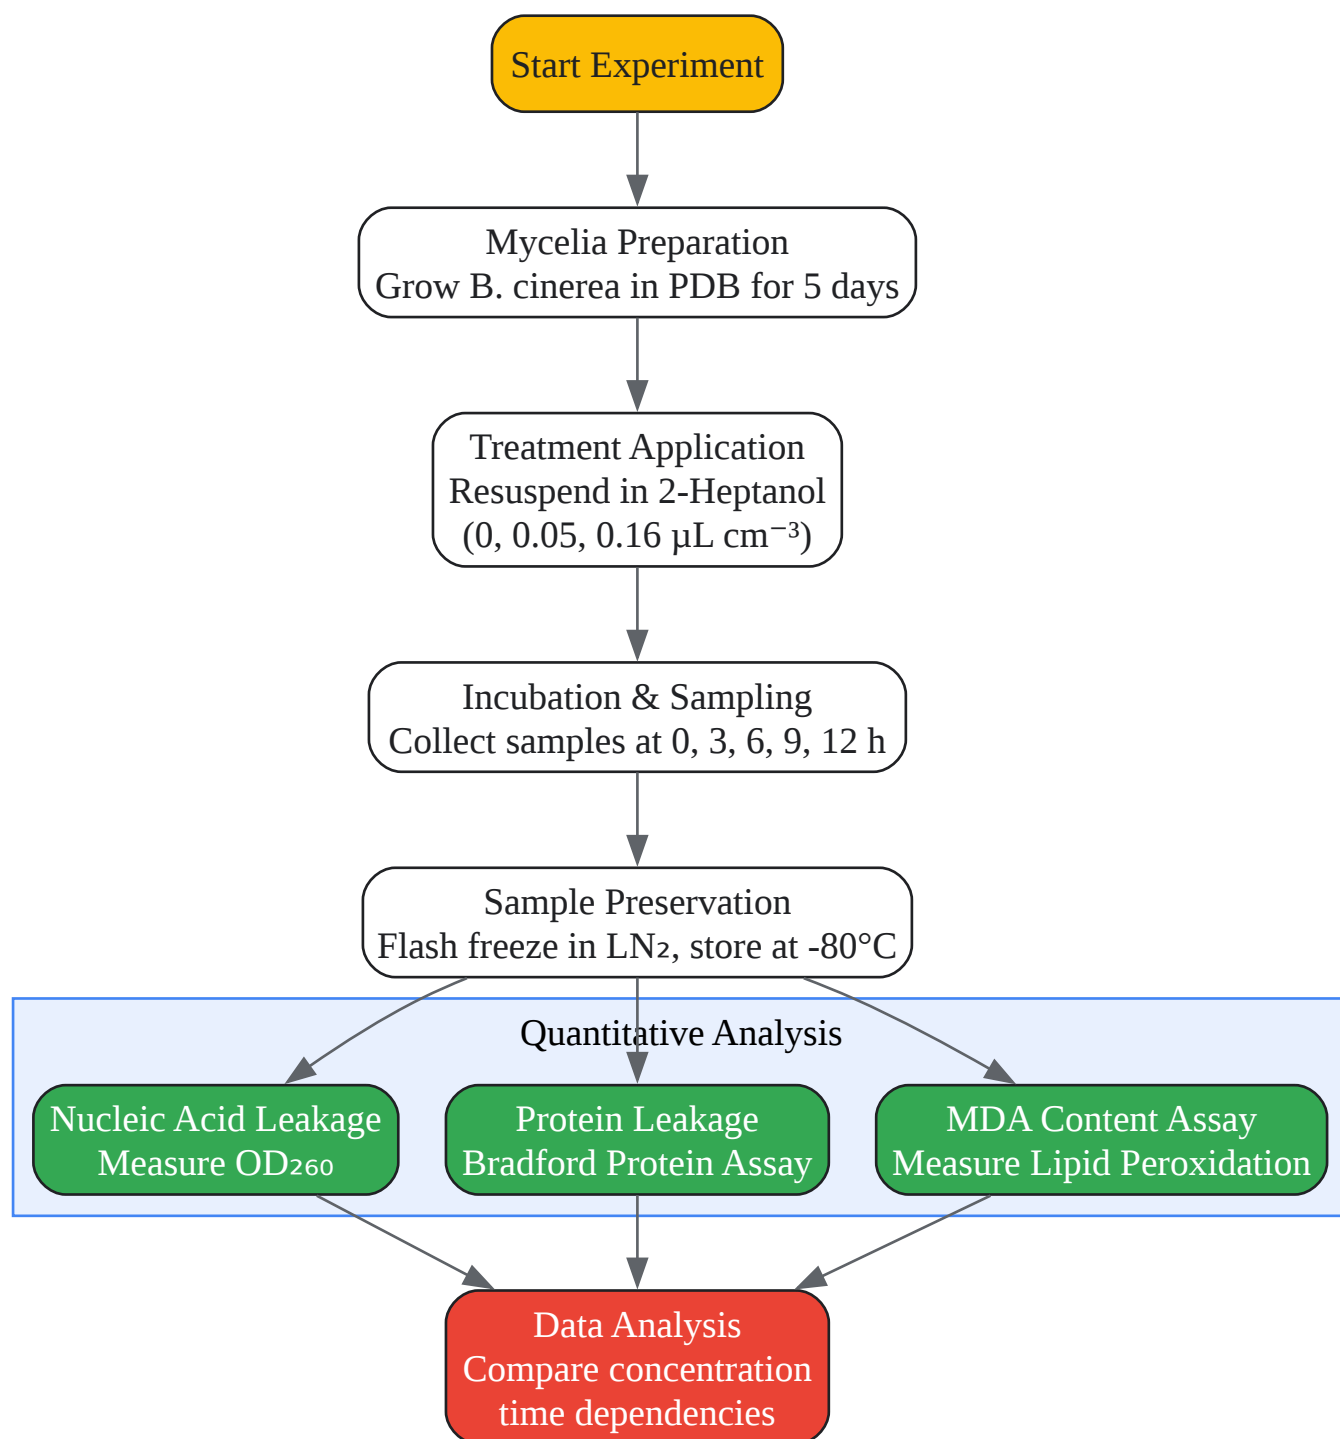 Start Experiment
Mycelia Preparation
Grow B. cinerea in PDB for 5 days
Treatment Application
Resuspend in 2-Heptanol
(0, 0.05, 0.16 µL cm⁻³)
Incubation & Sampling
Collect samples at 0, 3, 6, 9, 12 h
Sample Preservation
Flash freeze in LN₂, store at -80°C
Quantitative Analysis
Nucleic Acid Leakage
Measure OD₂₆₀
Protein Leakage
Bradford Protein Assay
MDA Content Assay
Measure Lipid Peroxidation
Data Analysis
Compare concentration
time dependencies